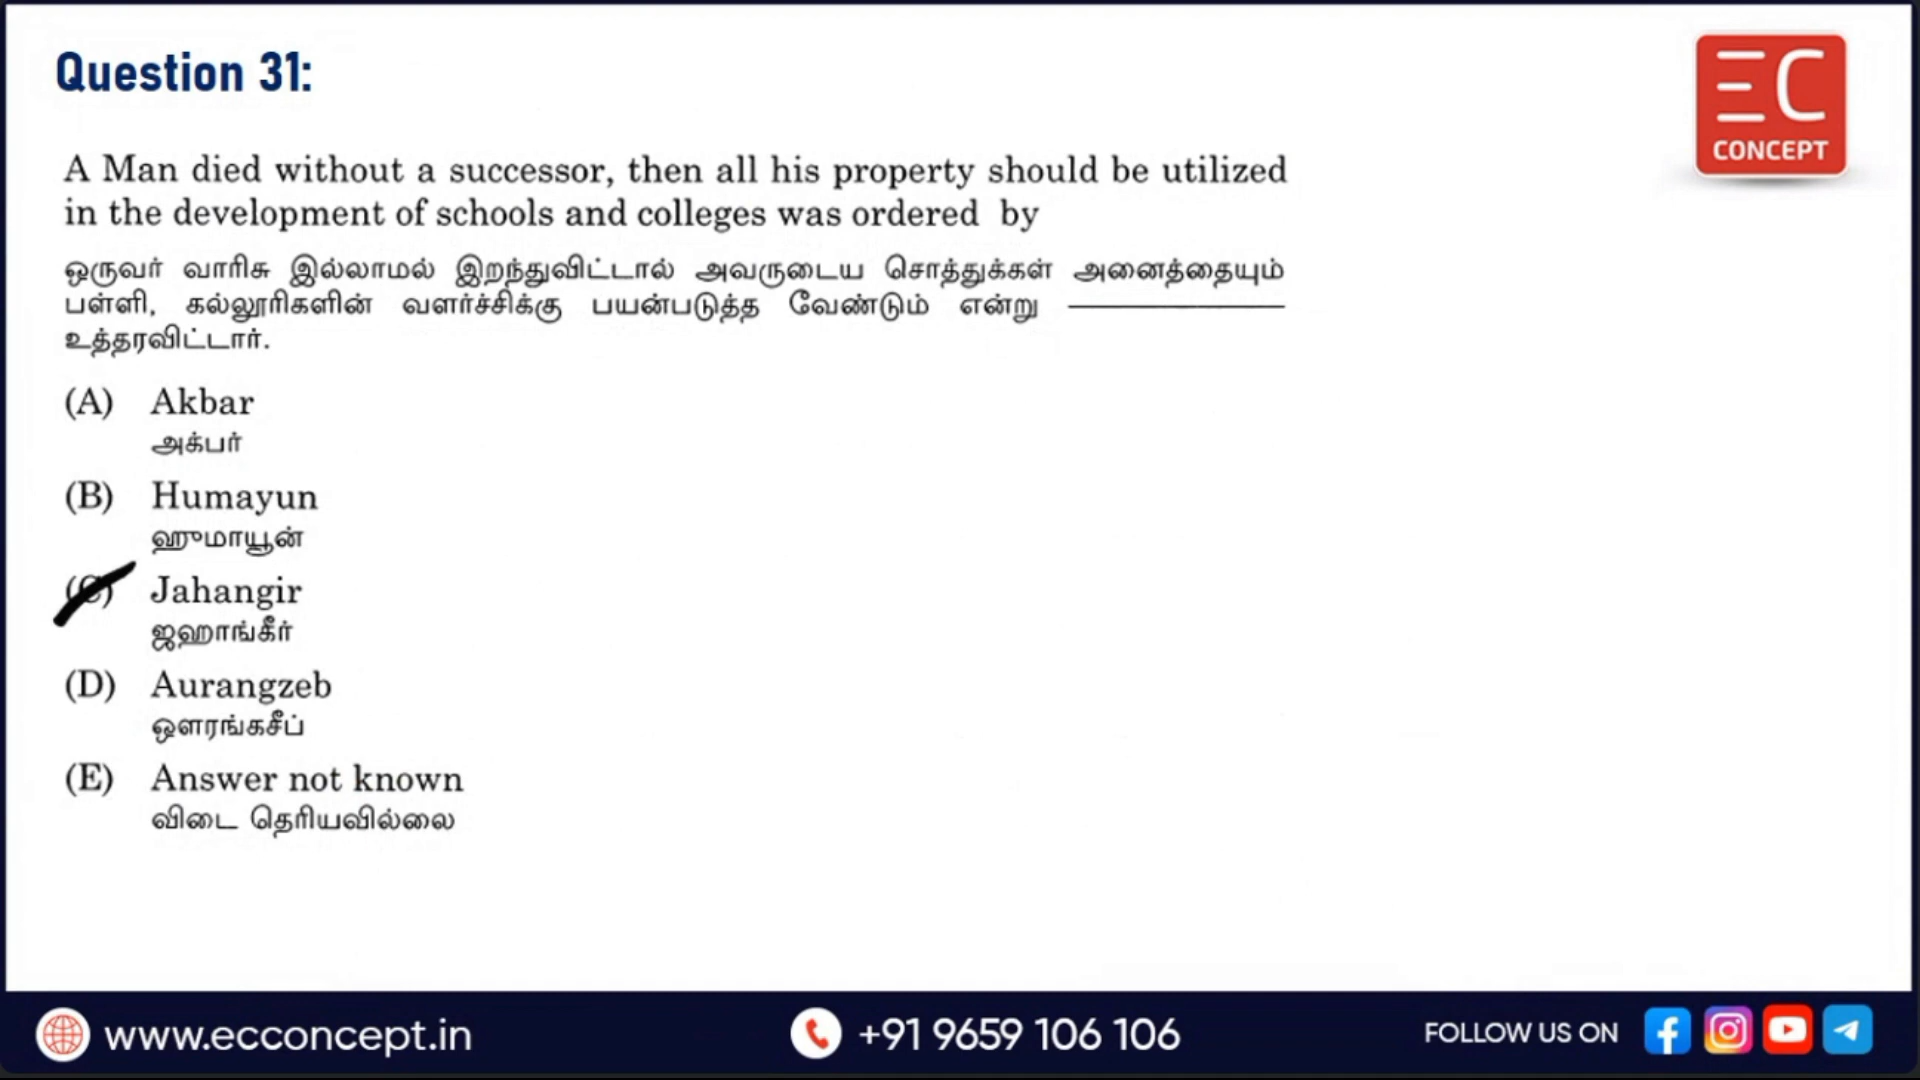 Question 31:
EC
CONCEPT
A Man died without a successor, then all his property should be utilized
in the development of schools and colleges was ordered by
ஒருவர் வாரிசு இல்லாமல் இறந்துவிட்டால் அவருடைய சொத்துக்கள் அனைத்தையும்
பள்ளி, கல்லூரிகளின் வளர்ச்சிக்கு பயன்படுத்த வேண்டும் என்று ————
உத்தரவிட்டார்.
(A) Akbar
அக்பர்
(B) Humayun
ஹுமாயூன்
(C) Jahangir
ஜஹாங்கீர்
(D) Aurangzeb
ஔரங்கசீப்
(E) Answer not known
விடை தெரியவில்லை
www.ecconcept.in
+91 9659 106 106
FOLLOW US ON